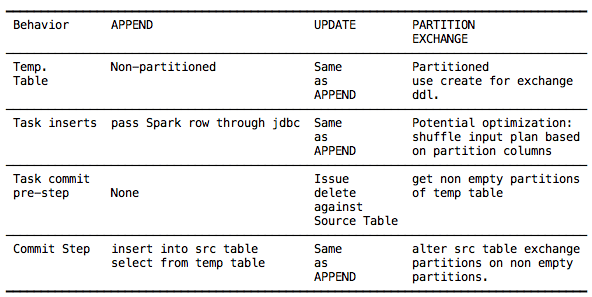 Behavior APPEND UPDATE PARTITION
EXCHANGE
Temp. Non-partitioned Same Partitioned
Table as use create for exchange
APPEND ddl.
Task inserts pass Spark row through jdbc Same Potential optimization:
as shuffle input plan based
APPEND on partition columns
Task commit Issue get non empty partitions
pre-step None delete of temp table
against
Source Table
Commit Step insert into src table Same alter src table exchange
select from temp table as partitions on non empty
APPEND partitions.